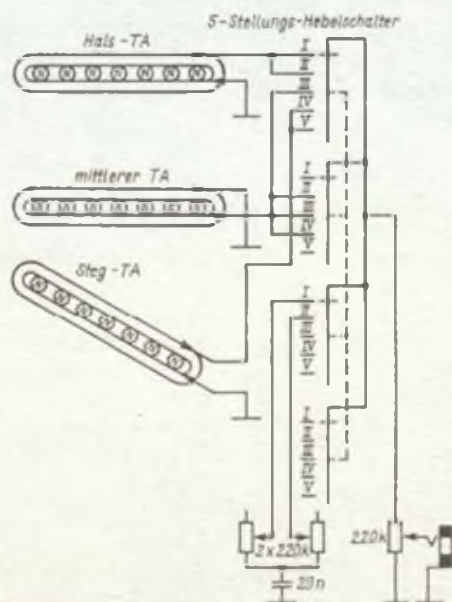 5-Stellungs-Hebelschalter
Hals-TA
I
II
III
IV
V
mittlerer TA
I
II
III
IV
V
Steg-TA
I
II
III
IV
V
I
II
III
IV
V
2x220k
220k
20n